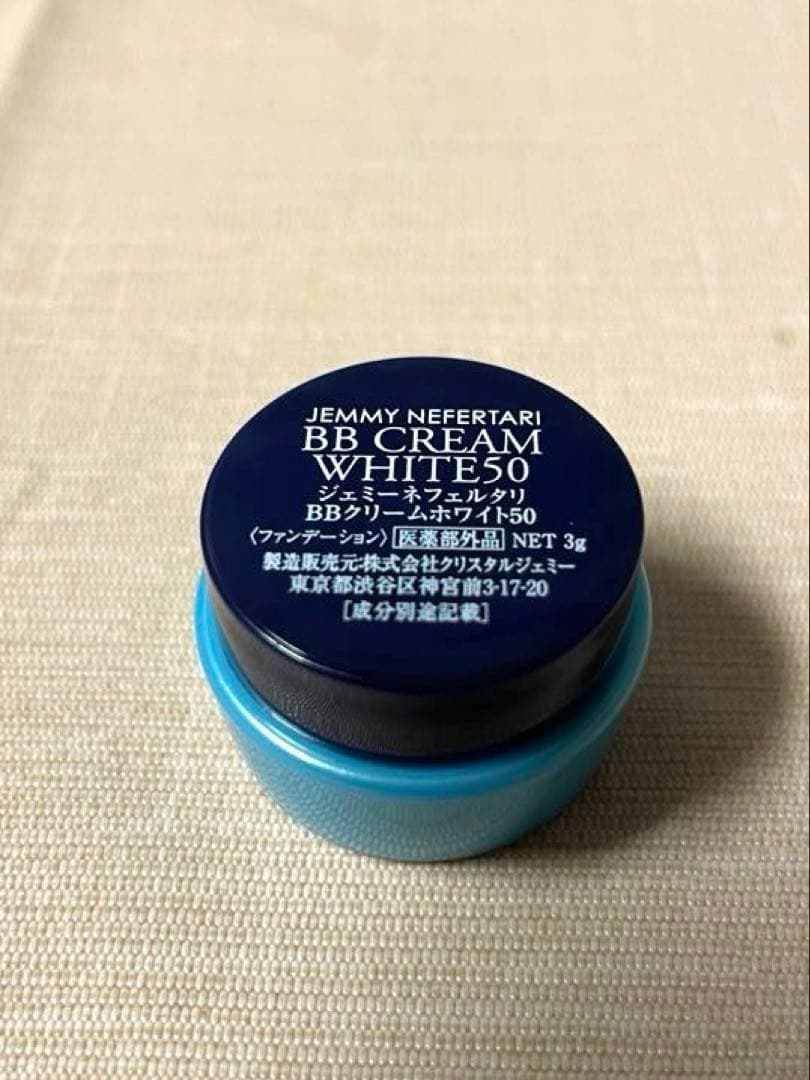 JEMMY NEFERTARI
BB CREAM
WHITE50
ジェミーネフェルタリ
BBクリームホワイト50
〈ファンデーション〉 医薬部外品 NET 3g
製造販売元:株式会社クリスタルジェミー
東京都渋谷区神宮前3-17-20
[成分別途記載]